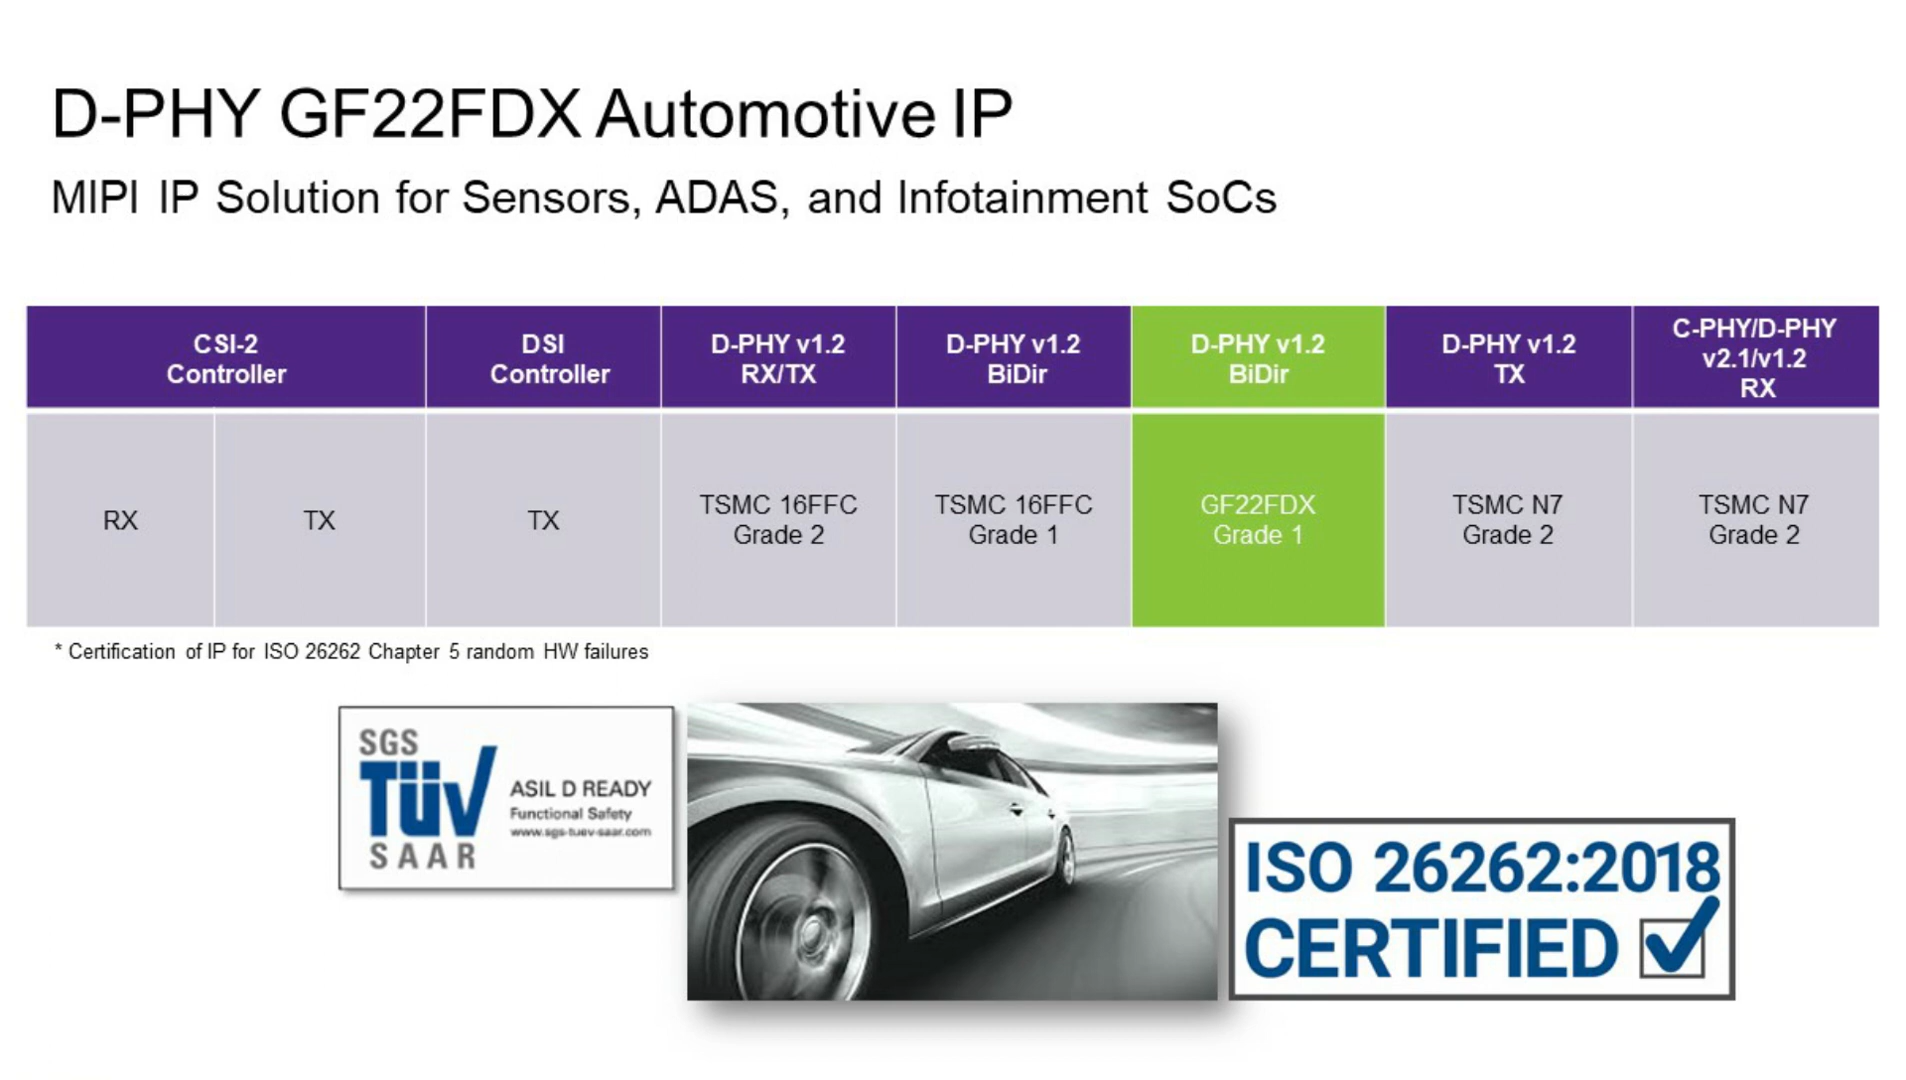 D-PHY GF22FDX Automotive IP
MIPI IP Solution for Sensors, ADAS, and Infotainment SoCs
CSI-2
Controller
DSI
Controller
D-PHY v1.2
RX/TX
D-PHY v1.2
BiDir
D-PHY v1.2
BiDir
D-PHY v1.2
TX
C-PHY/D-PHY
v2.1/v1.2
RX
RX
TX
TX
TSMC 16FFC
Grade 2
TSMC 16FFC
Grade 1
GF22FDX
Grade 1
TSMC N7
Grade 2
TSMC N7
Grade 2
* Certification of IP for ISO 26262 Chapter 5 random HW failures
SGS
TÜV
SAAR
ASIL D READY
Functional Safety
www.sgs-tuev-saar.com
ISO 26262:2018
CERTIFIED